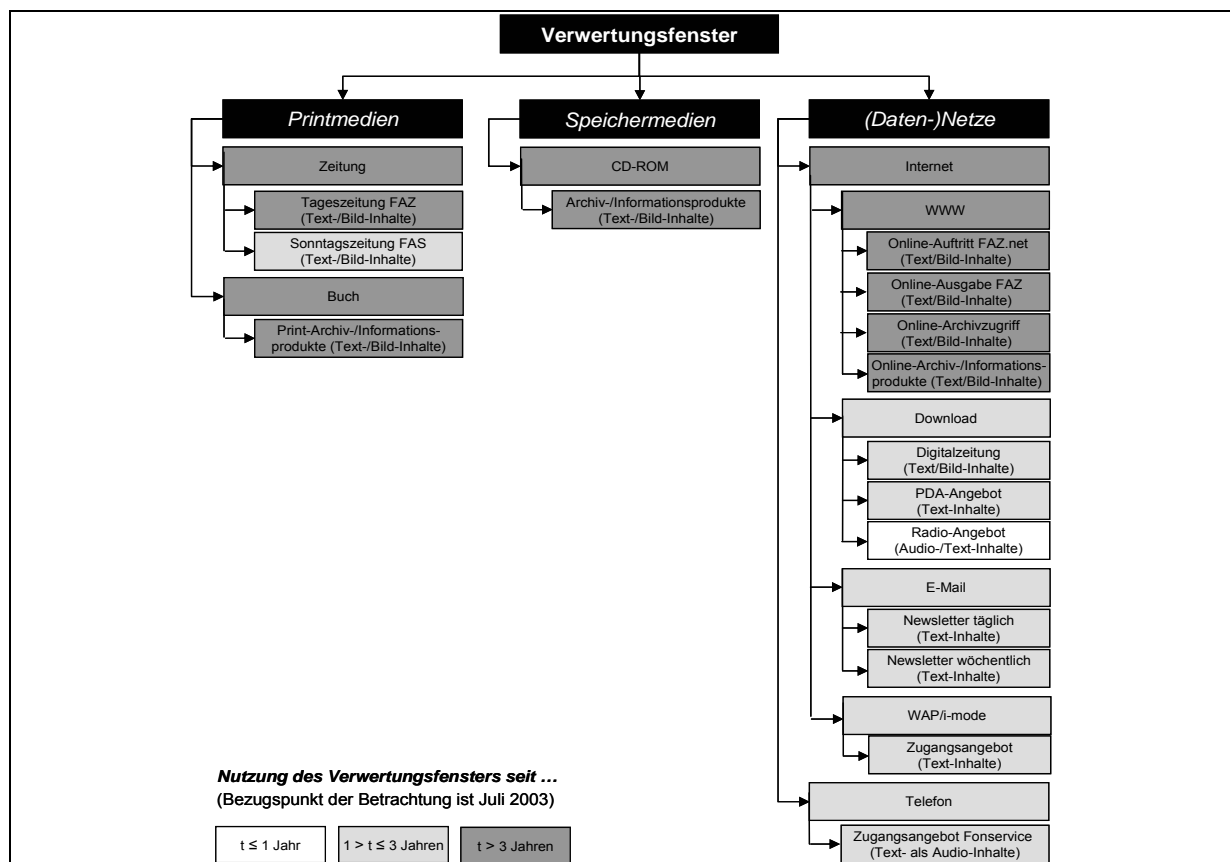 Verwertungsfenster
Printmedien
Zeitung
Tageszeitung FAZ
(Text-/Bild-Inhalte)
Sonntagszeitung FAS
(Text-/Bild-Inhalte)
Buch
Print-Archiv-/Informations-
produkte (Text-/Bild-Inhalte)
Speichermedien
CD-ROM
Archiv-/Informationsprodukte
(Text-/Bild-Inhalte)
(Daten-)Netze
Internet
WWW
Online-Auftritt FAZ.net
(Text/Bild-Inhalte)
Online-Ausgabe FAZ
(Text/Bild-Inhalte)
Online-Archivzugriff
(Text/Bild-Inhalte)
Online-Archiv-/Informations-
produkte (Text/Bild-Inhalte)
Download
Digitalzeitung
(Text/Bild-Inhalte)
PDA-Angebot
(Text-Inhalte)
Radio-Angebot
(Audio-/Text-Inhalte)
E-Mail
Newsletter täglich
(Text-Inhalte)
Newsletter wöchentlich
(Text-Inhalte)
WAP/i-mode
Zugangsangebot
(Text-Inhalte)
Telefon
Zugangsangebot Fonservice
(Text- als Audio-Inhalte)
Nutzung des Verwertungsfensters seit …
(Bezugspunkt der Betrachtung ist Juli 2003)
t ≤ 1 Jahr
1 > t ≤ 3 Jahren
t > 3 Jahren